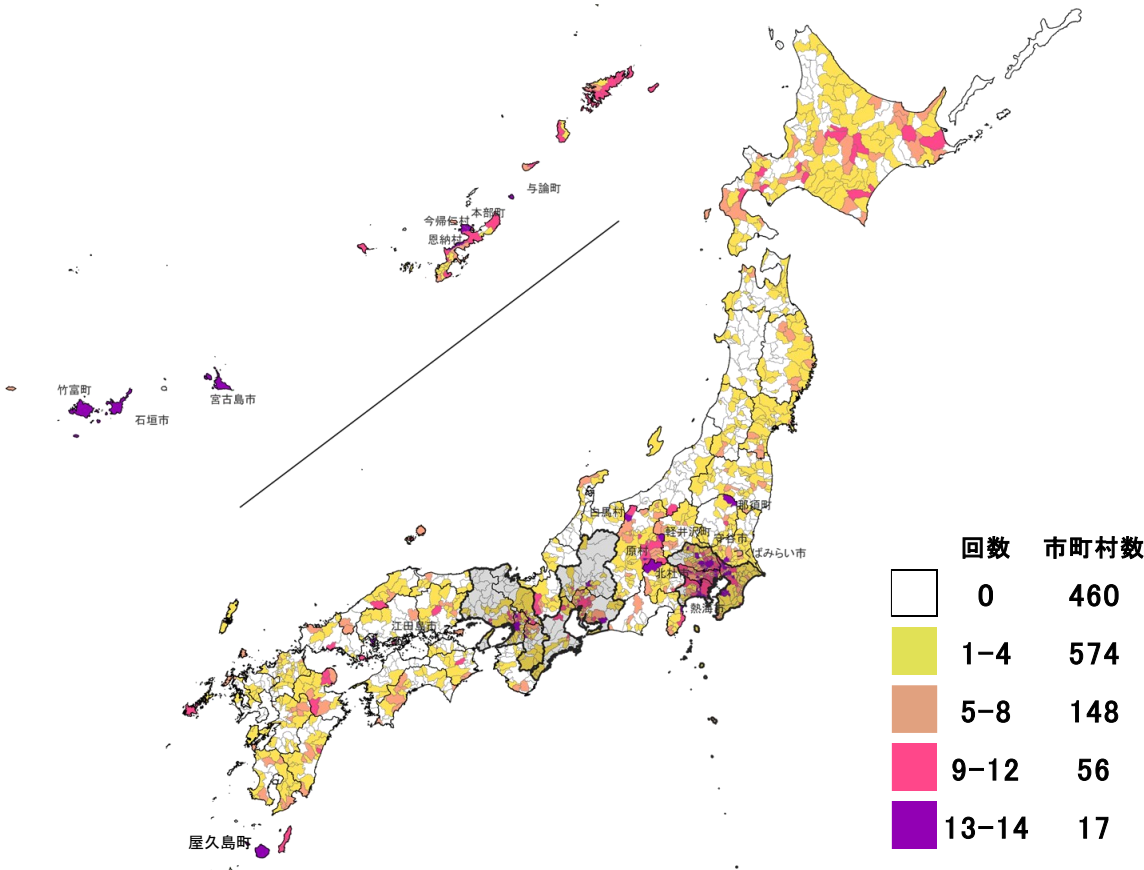 与論町
本部町
今帰仁村
恩納村
竹富町
石垣市
宮古島市
那須町
白馬村
軽井沢町
守谷市
つくばみらい市
原村
北杜
熱海市
江田島市
屋久島町
回数 市町村数
0 460
1-4 574
5-8 148
9-12 56
13-14 17